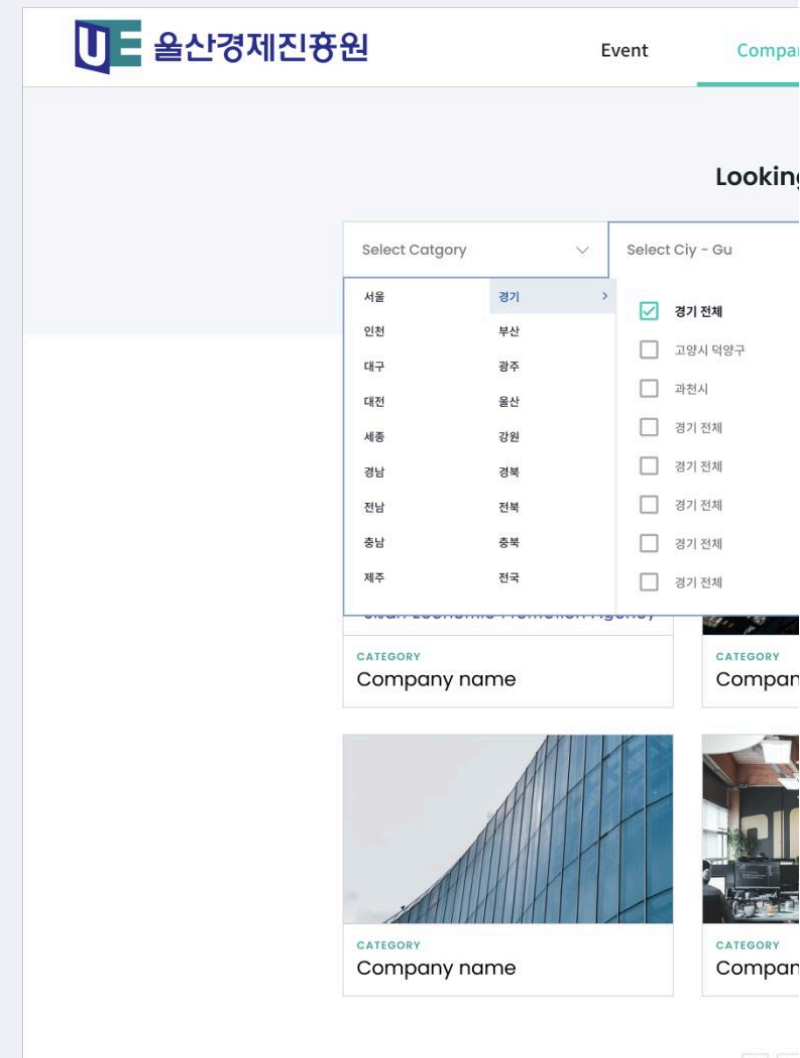 UE 울산경제진흥원
Event
Compan
Looking
Select Catgory
Select Ciy - Gu
서울 경기 >
인천 부산
대구 광주
대전 울산
세종 강원
경남 경북
전남 전북
충남 충북
제주 전국
경기 전체
고양시 덕양구
과천시
경기 전체
경기 전체
경기 전체
경기 전체
경기 전체
CATEGORY
Company name
CATEGORY
Compan
CATEGORY
Company name
CATEGORY
Compan